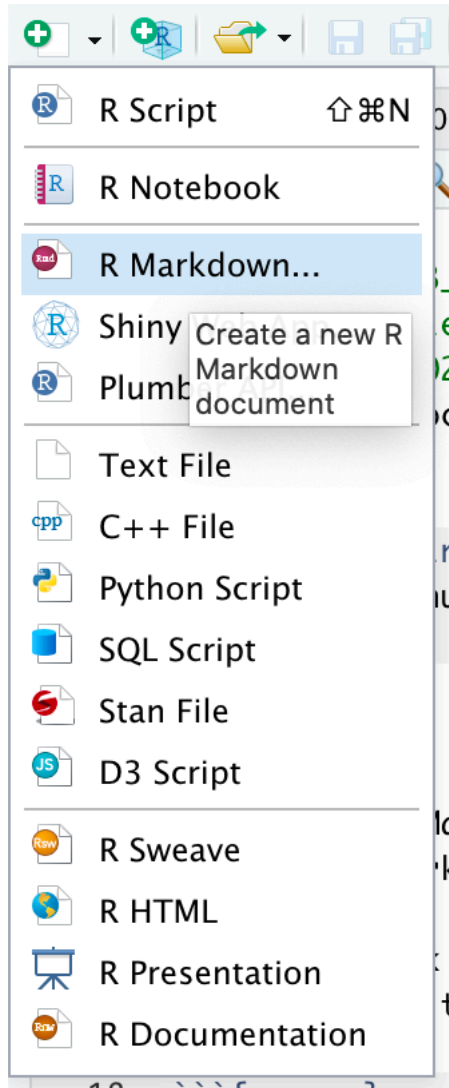 R Script ⇧⌘N
R Notebook
R Markdown...
Shiny
Create a new R
Markdown
document
Text File
C++ File
Python Script
SQL Script
Stan File
D3 Script
R Sweave
R HTML
R Presentation
R Documentation